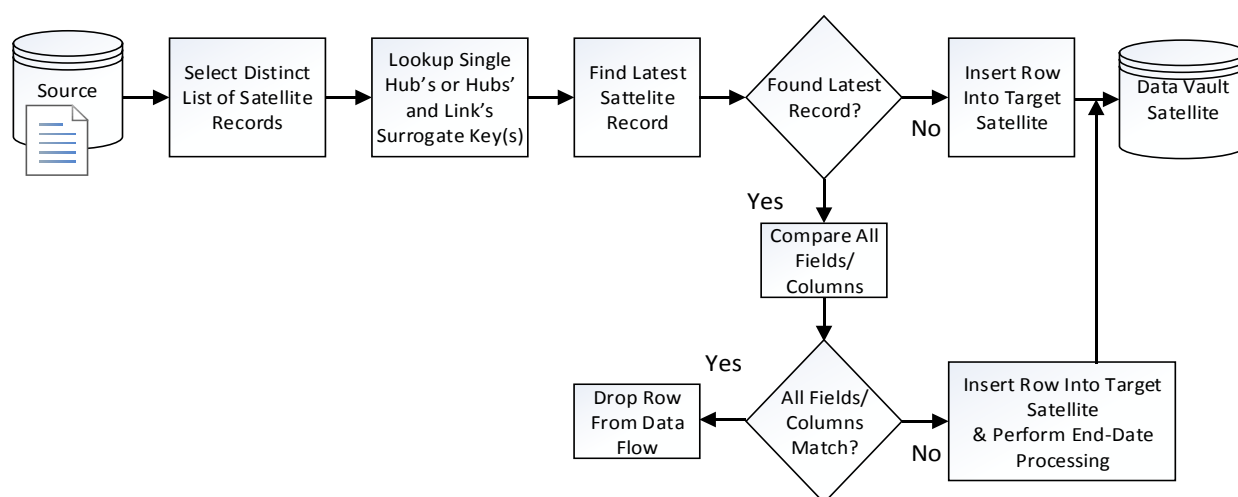 Source
Select Distinct
List of Satellite
Records
Lookup Single
Hub's or Hubs'
and Link's
Surrogate Key(s)
Find Latest
Sattelite
Record
Found Latest
Record?
No
Insert Row
Into Target
Satellite
Data Vault
Satellite
Yes
Compare All
Fields/
Columns
Yes
Drop Row
From Data
Flow
All Fields/
Columns
Match?
No
Insert Row Into Target
Satellite
& Perform End-Date
Processing